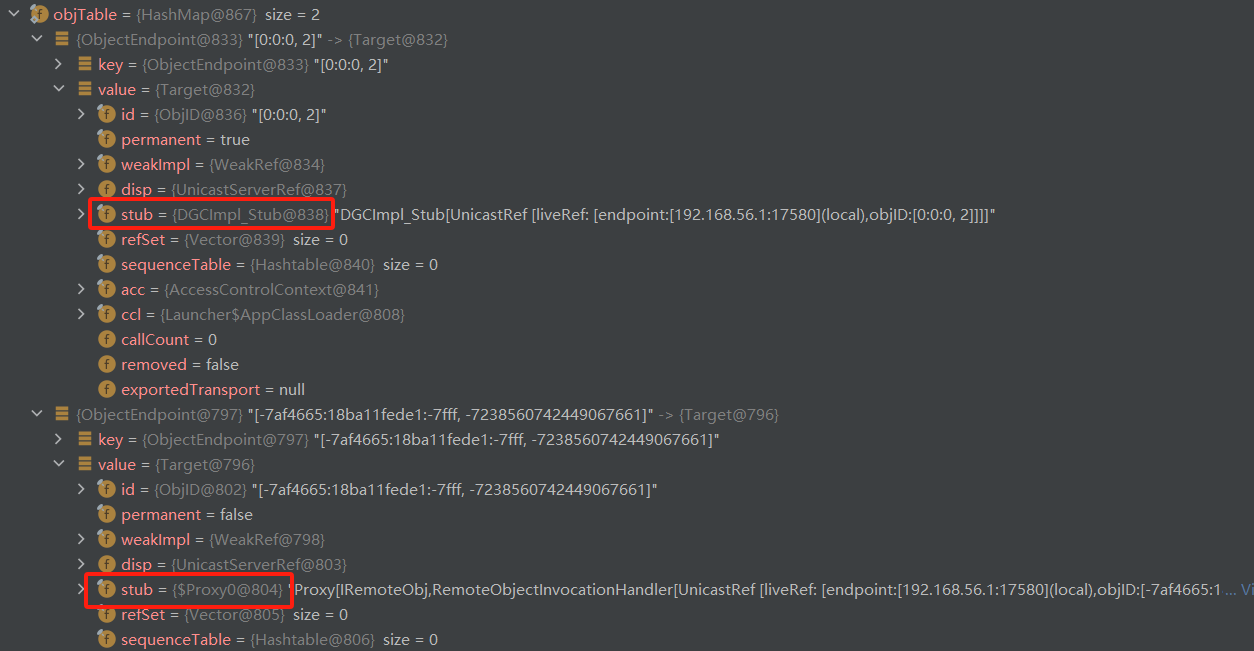 objTable = {HashMap@867} size = 2
{ObjectEndpoint@833} "[0:0:0, 2]" -> {Target@832}
key = {ObjectEndpoint@833} "[0:0:0, 2]"
value = {Target@832}
id = {ObjID@836} "[0:0:0, 2]"
permanent = true
weakImpl = {WeakRef@834}
disp = {UnicastServerRef@837}
stub = {DGCImpl_Stub@838} "DGCImpl_Stub[UnicastRef [liveRef: [endpoint:[192.168.56.1:17580](local),objID:[0:0:0, 2]]]]"
refSet = {Vector@839} size = 0
sequenceTable = {Hashtable@840} size = 0
acc = {AccessControlContext@841}
ccl = {Launcher$AppClassLoader@808}
callCount = 0
removed = false
exportedTransport = null
{ObjectEndpoint@797} "[-7af4665:18ba11fede1:-7fff, -7238560742449067661]" -> {Target@796}
key = {ObjectEndpoint@797} "[-7af4665:18ba11fede1:-7fff, -7238560742449067661]"
value = {Target@796}
id = {ObjID@802} "[-7af4665:18ba11fede1:-7fff, -7238560742449067661]"
permanent = false
weakImpl = {WeakRef@798}
disp = {UnicastServerRef@803}
stub = {$Proxy0@804} "Proxy[IRemoteObj,RemoteObjectInvocationHandler[UnicastRef [liveRef: [endpoint:[192.168.56.1:17580](local),objID:[-7af4665:1 ... Vi
refSet = {Vector@805} size = 0
sequenceTable = {Hashtable@806} size = 0